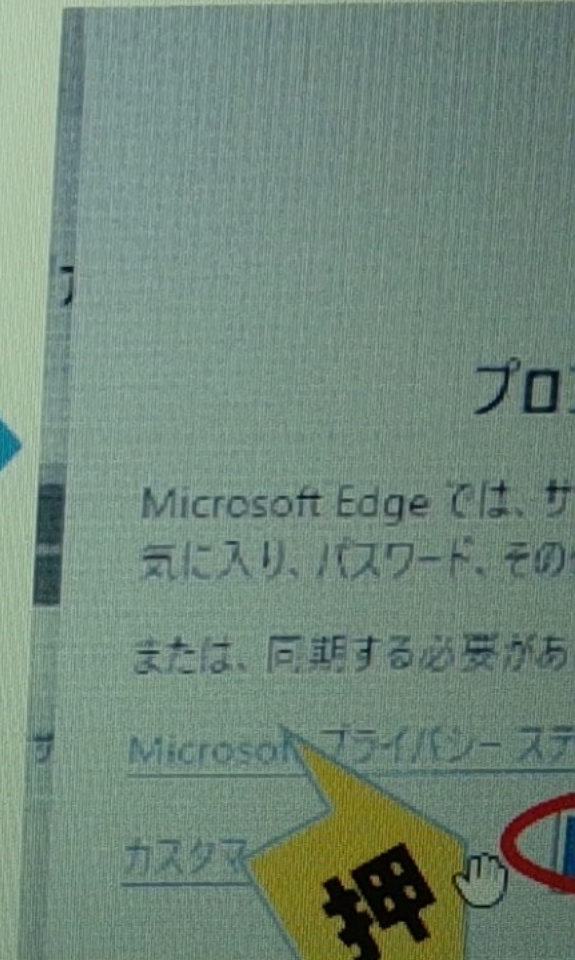 プロ
Microsoft Edge では、サ
気に入り、パスワード、その
または、同期する必要があ
Microsoft プライバシー ステ
カスタマ
押